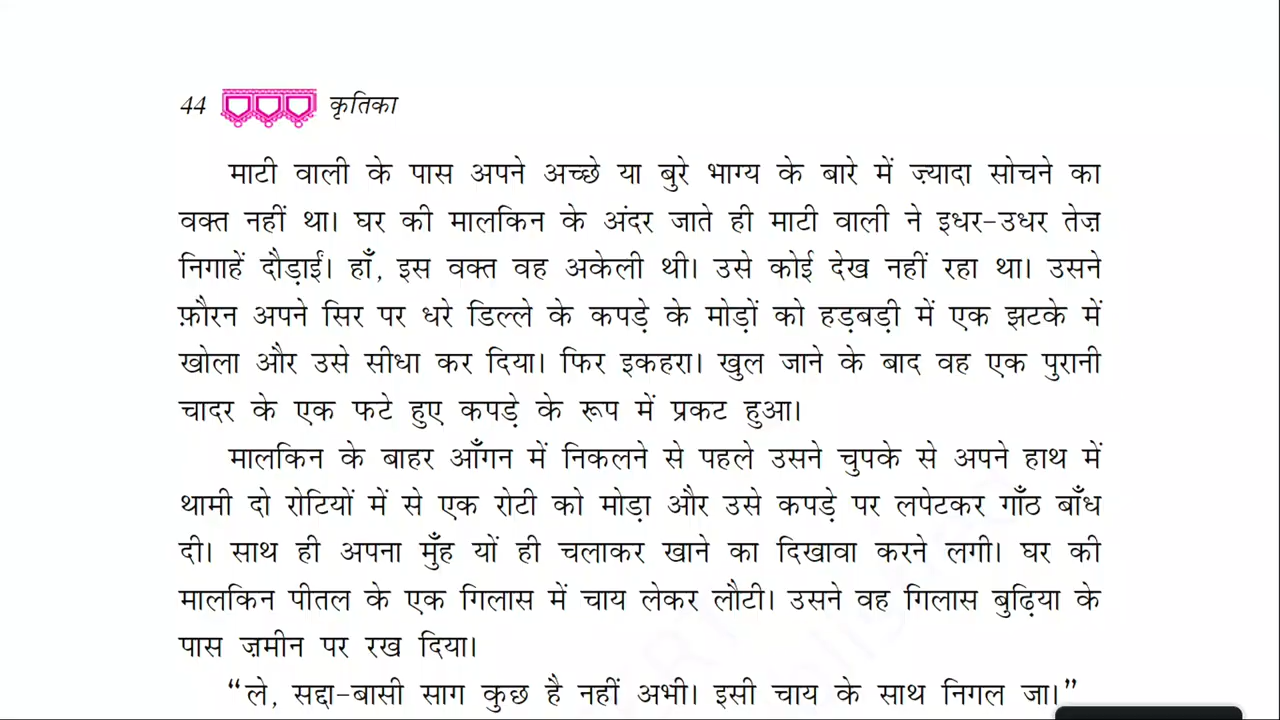 44 कृतिका
माटी वाली के पास अपने अच्छे या बुरे भाग्य के बारे में ज़्यादा सोचने का
वक्त नहीं था। घर की मालकिन के अंदर जाते ही माटी वाली ने इधर-उधर तेज़
निगाहें दौड़ाईं। हाँ, इस वक्त वह अकेली थी। उसे कोई देख नहीं रहा था। उसने
फ़ौरन अपने सिर पर धरे डिल्ले के कपड़े के मोड़ों को हड़बड़ी में एक झटके में
खोला और उसे सीधा कर दिया। फिर इकहरा। खुल जाने के बाद वह एक पुरानी
चादर के एक फटे हुए कपड़े के रूप में प्रकट हुआ।
मालकिन के बाहर आँगन में निकलने से पहले उसने चुपके से अपने हाथ में
थामी दो रोटियों में से एक रोटी को मोड़ा और उसे कपड़े पर लपेटकर गाँठ बाँध
दी। साथ ही अपना मुँह यों ही चलाकर खाने का दिखावा करने लगी। घर की
मालकिन पीतल के एक गिलास में चाय लेकर लौटी। उसने वह गिलास बुढ़िया के
पास ज़मीन पर रख दिया।
“ले, सद्दा-बासी साग कुछ है नहीं अभी। इसी चाय के साथ निगल जा।”